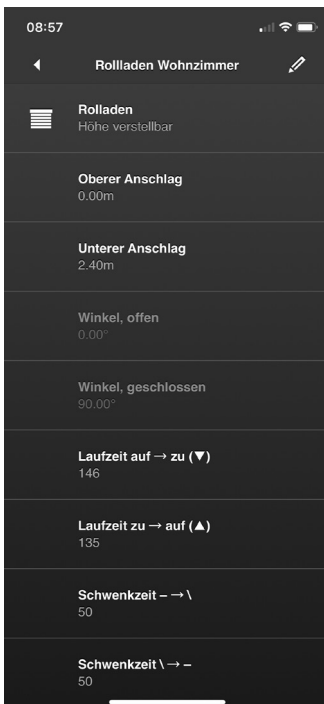 08:57
Rollladen Wohnzimmer
Rolladen
Höhe verstellbar
Oberer Anschlag
0.00m
Unterer Anschlag
2.40m
Winkel, offen
0.00°
Winkel, geschlossen
90.00°
Laufzeit auf → zu (▼)
146
Laufzeit zu → auf (▲)
135
Schwenkzeit – → \
50
Schwenkzeit \ → –
50